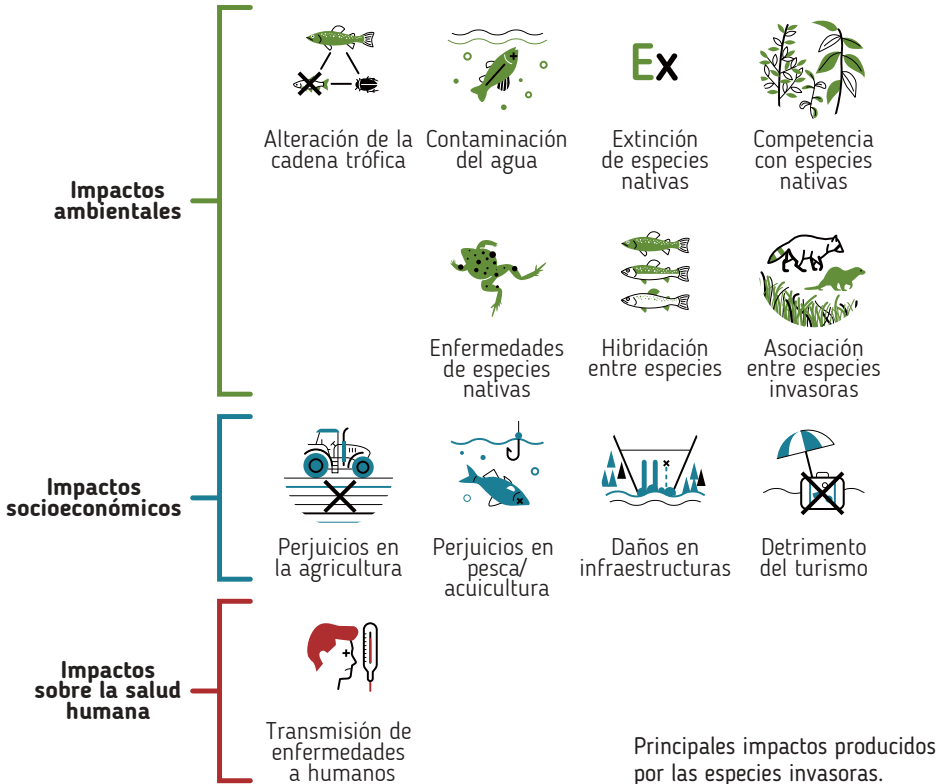 Impactos
ambientales
Alteración de la
cadena trófica
Contaminación
del agua
Ex
Extinción
de especies
nativas
Competencia
con especies
nativas
Enfermedades
de especies
nativas
Hibridación
entre especies
Asociación
entre especies
invasoras
Impactos
socioeconómicos
Perjuicios en
la agricultura
Perjuicios en
pesca/
acuicultura
Daños en
infraestructuras
Detrimento
del turismo
Impactos
sobre la salud
humana
Transmisión de
enfermedades
a humanos
Principales impactos producidos
por las especies invasoras.